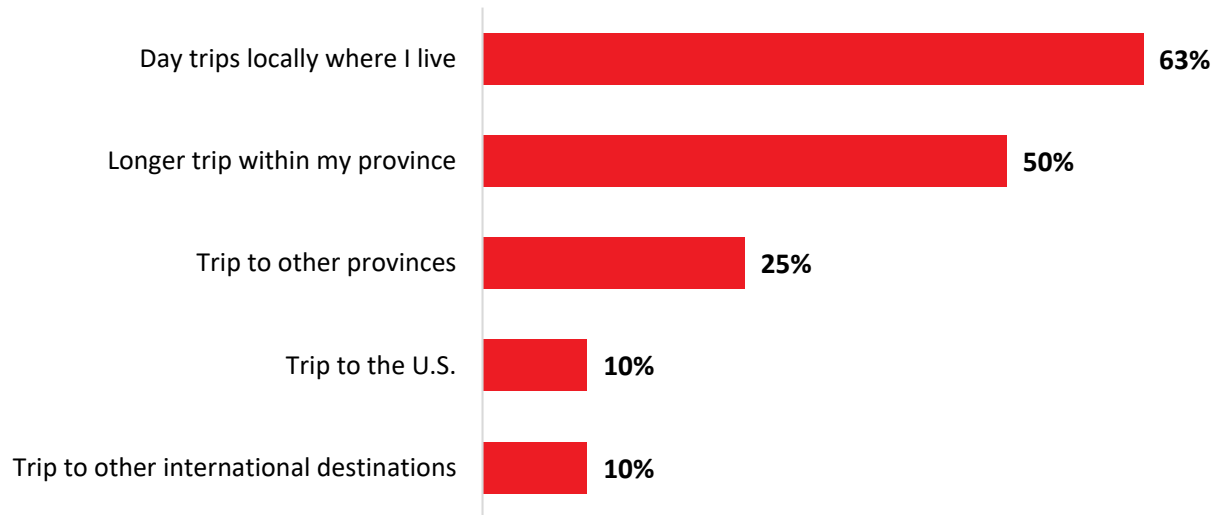 Day trips locally where I live
63%
Longer trip within my province
50%
Trip to other provinces
25%
Trip to the U.S.
10%
Trip to other international destinations
10%